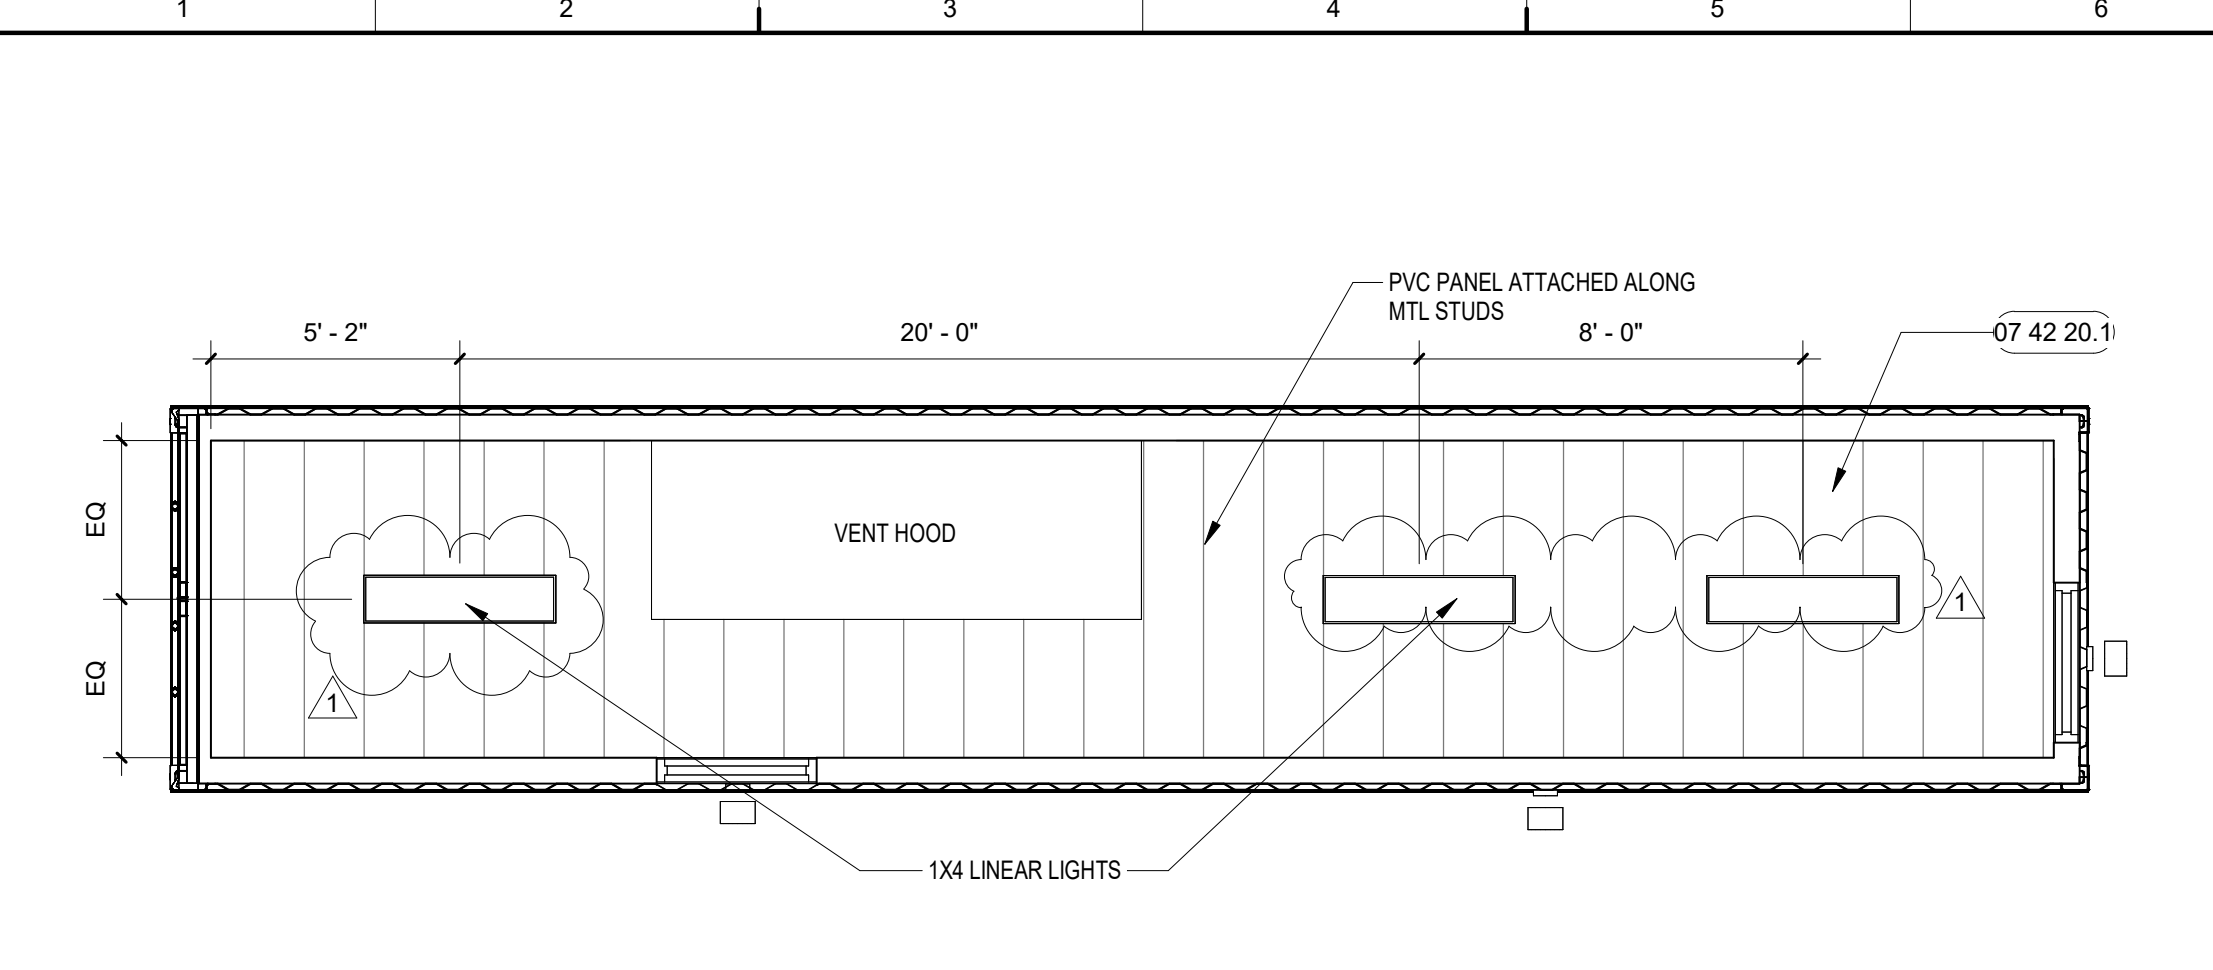 1 2 3 4 5 6
PVC PANEL ATTACHED ALONG
MTL STUDS
5' - 2" 20' - 0" 8' - 0" 07 42 20.1
EQ
VENT HOOD
1
EQ
1
1X4 LINEAR LIGHTS